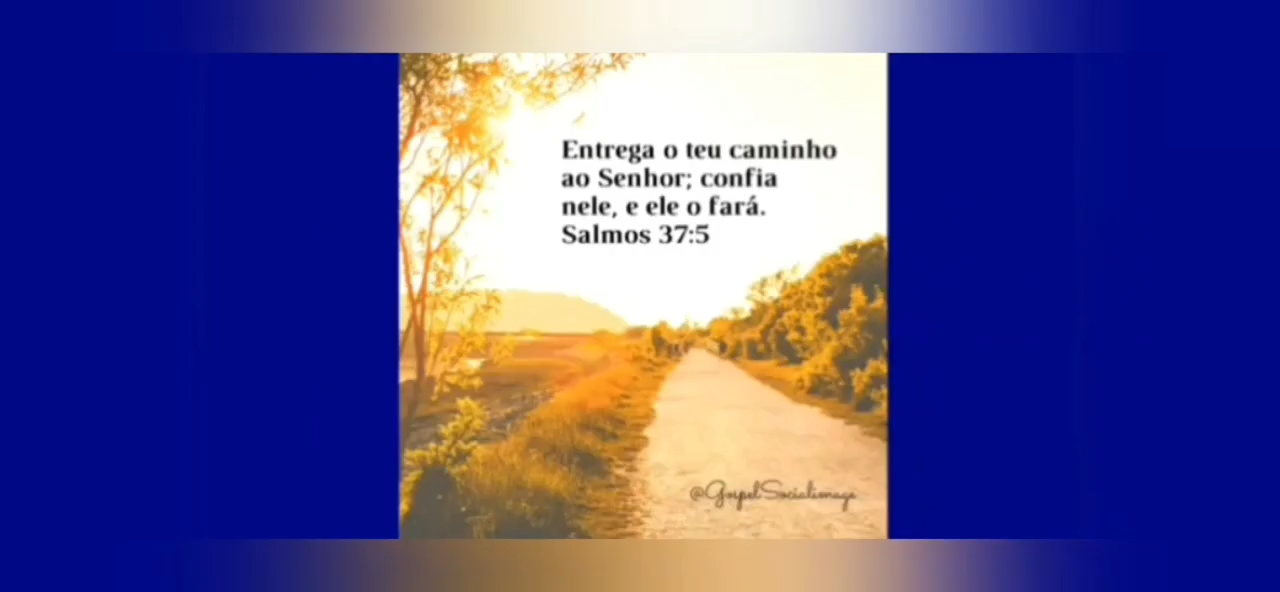 Entrega o teu caminho
ao Senhor; confia
nele, e ele o fará.
Salmos 37:5
@GospelSocialimage